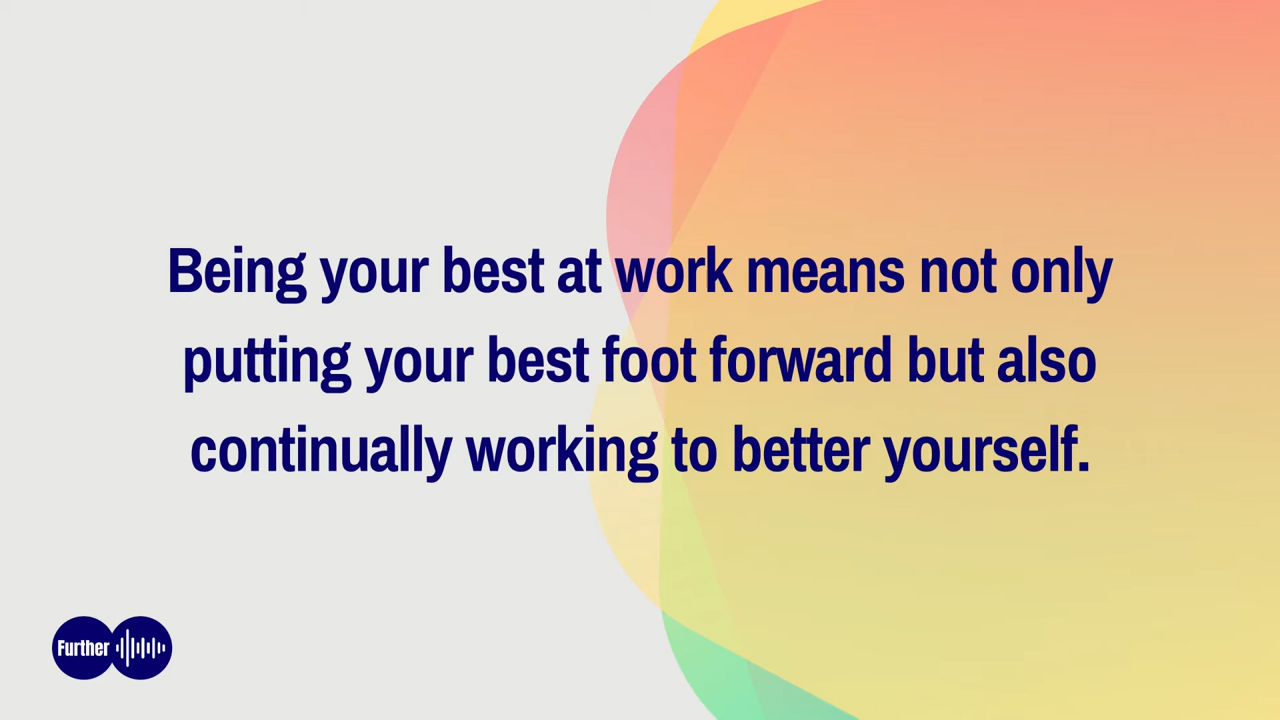 Being your best at work means not only
putting your best foot forward but also
continually working to better yourself.
Further